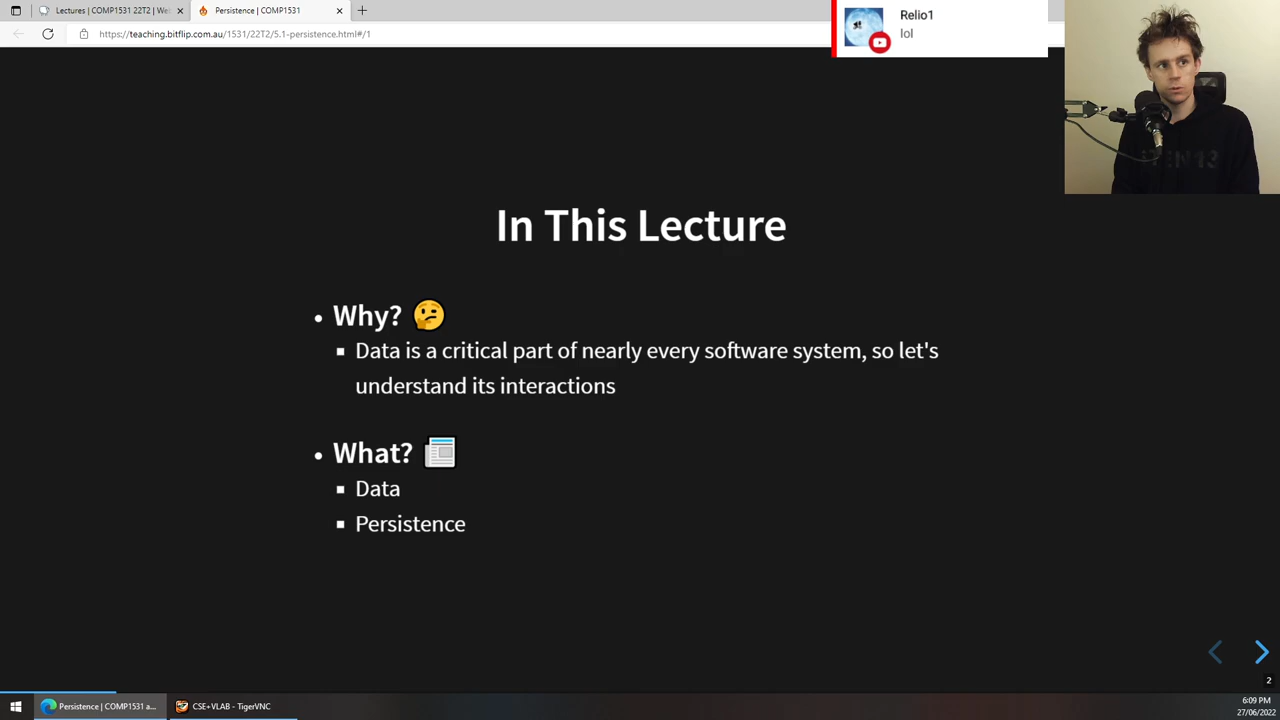 Lectures | COMP1531 22T2 | We
Persistence | COMP1531
https://teaching.bitflip.com.au/1531/22T2/5.1-persistence.html#/1
Relio1
lol
In This Lecture
Why?
Data is a critical part of nearly every software system, so let's
understand its interactions
What?
Data
Persistence
2
Persistence | COMP1531 a...
CSE+VLAB - TigerVNC
6:09 PM
27/06/2022